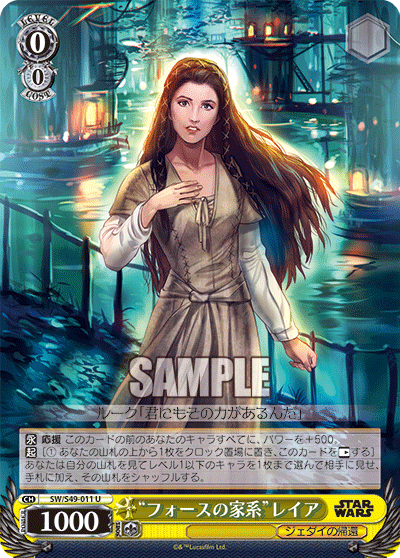 LEVEL
0
0
COST
SAMPLE
ルーク「君にもその力があるんだ」
永 応援 このカードの前のあなたのキャラすべてに、パワーを+500。
起 [① あなたの山札の上から1枚をクロック置場に置き、このカードを[レスト]する]
あなたは自分の山札を見てレベル1以下のキャラを1枚まで選んで相手に見せ、
手札に加え、その山札をシャッフルする。
CH SW/S49-011 U
1000
“フォースの家系”レイア
ジェダイの帰還
STAR WARS
©&™Lucasfilm Ltd.